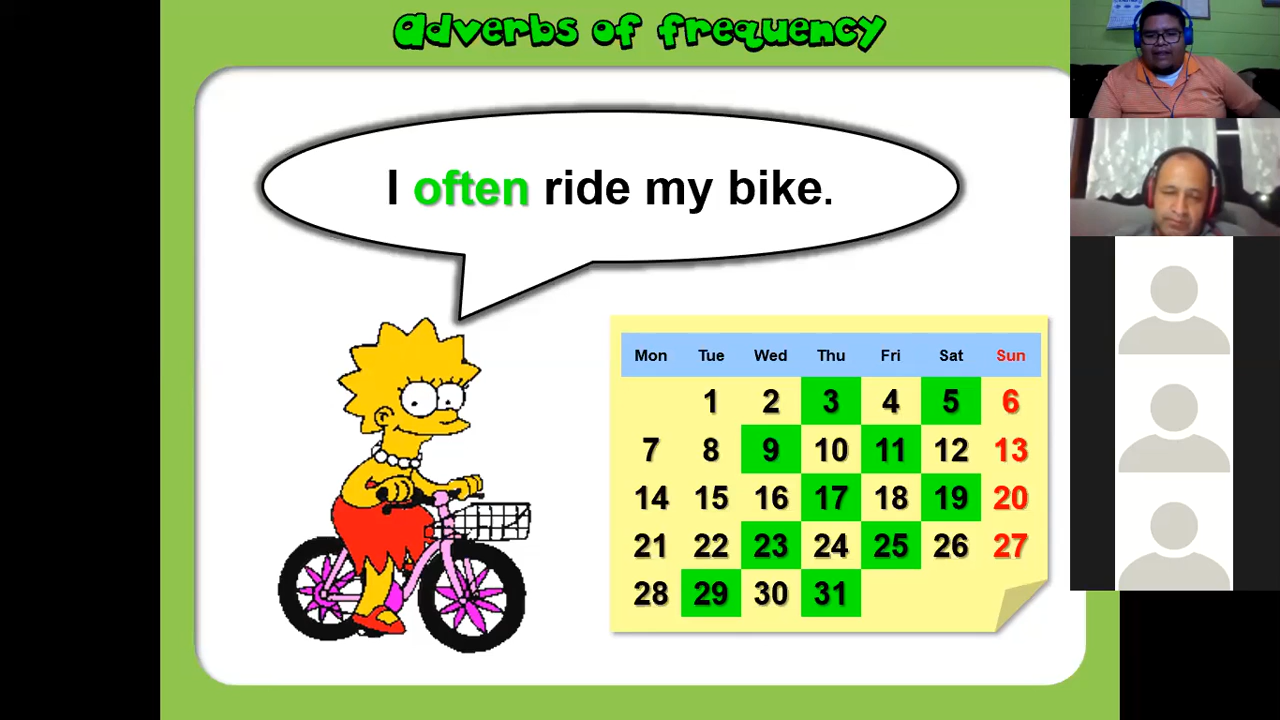 Adverbs of frequency
I often ride my bike.
Mon Tue Wed Thu Fri Sat Sun
1 2 3 4 5 6
7 8 9 10 11 12 13
14 15 16 17 18 19 20
21 22 23 24 25 26 27
28 29 30 31